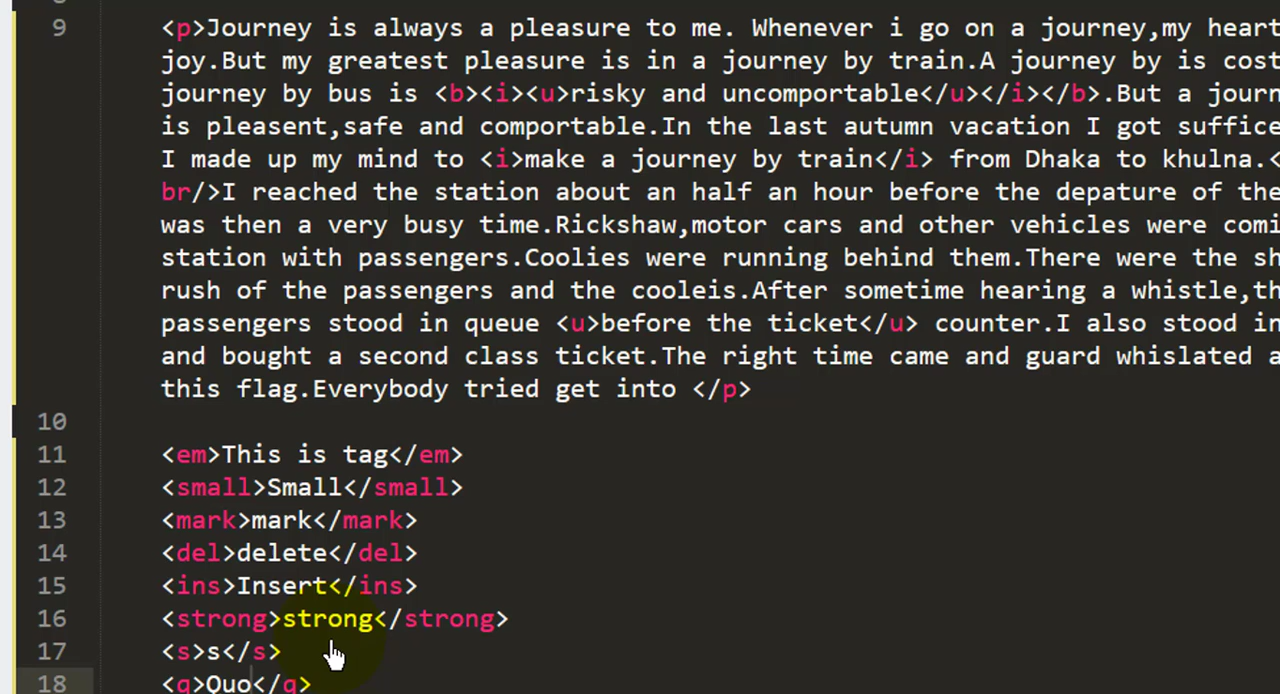 9 <p>Journey is always a pleasure to me. Whenever i go on a journey,my heart
joy.But my greatest pleasure is in a journey by train.A journey by is cost
journey by bus is <b><i><u>risky and uncomportable</u></i></b>.But a journ
is pleasent,safe and comportable.In the last autumn vacation I got suffice
I made up my mind to <i>make a journey by train</i> from Dhaka to khulna.<
br/>I reached the station about an half an hour before the depature of the
was then a very busy time.Rickshaw,motor cars and other vehicles were comi
station with passengers.Coolies were running behind them.There were the sh
rush of the passengers and the cooleis.After sometime hearing a whistle,th
passengers stood in queue <u>before the ticket</u> counter.I also stood in
and bought a second class ticket.The right time came and guard whislated a
this flag.Everybody tried get into </p>
10
11 <em>This is tag</em>
12 <small>Small</small>
13 <mark>mark</mark>
14 <del>delete</del>
15 <ins>Insert</ins>
16 <strong>strong</strong>
17 <s>s</s>
18 <q>Quo</q>